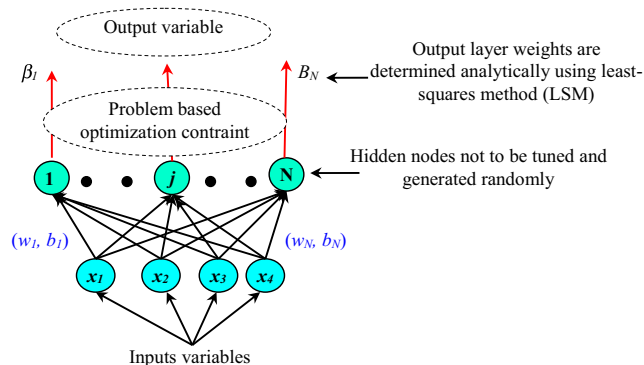 Output variable
β1
BN
Output layer weights are
determined analytically using least-
squares method (LSM)
Problem based
optimization contraint
1
j
N
Hidden nodes not to be tuned and
generated randomly
(w1, b1)
(wN, bN)
x1
x2
x3
x4
Inputs variables